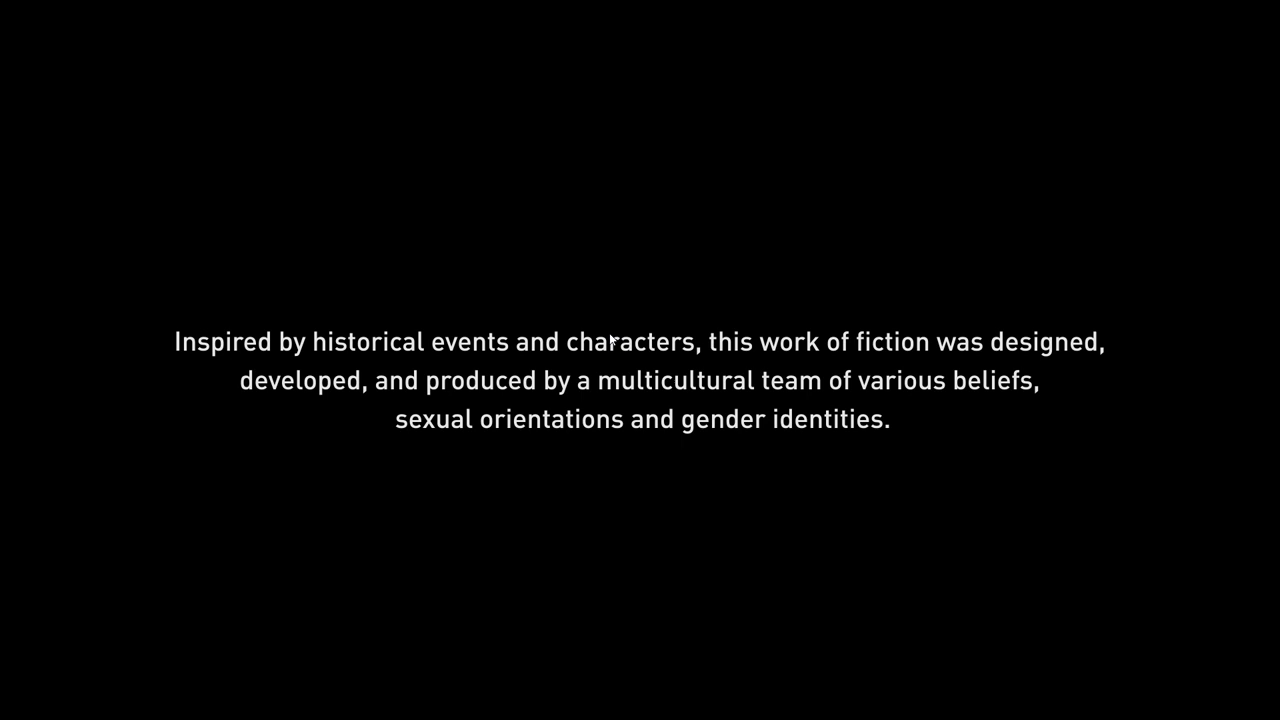 Inspired by historical events and characters, this work of fiction was designed,
developed, and produced by a multicultural team of various beliefs,
sexual orientations and gender identities.